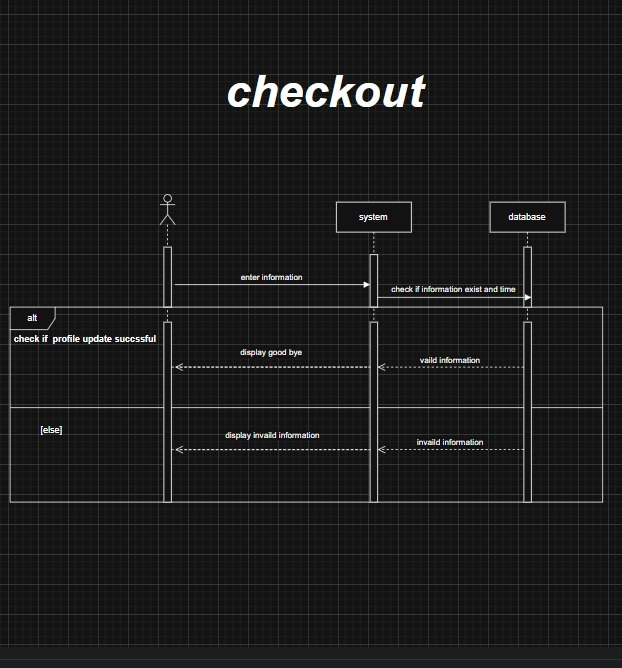 checkout
system
database
enter information
check if information exist and time
alt
check if  profile update succssful
display good bye
vaild information
[else]
display invaild information
invaild information